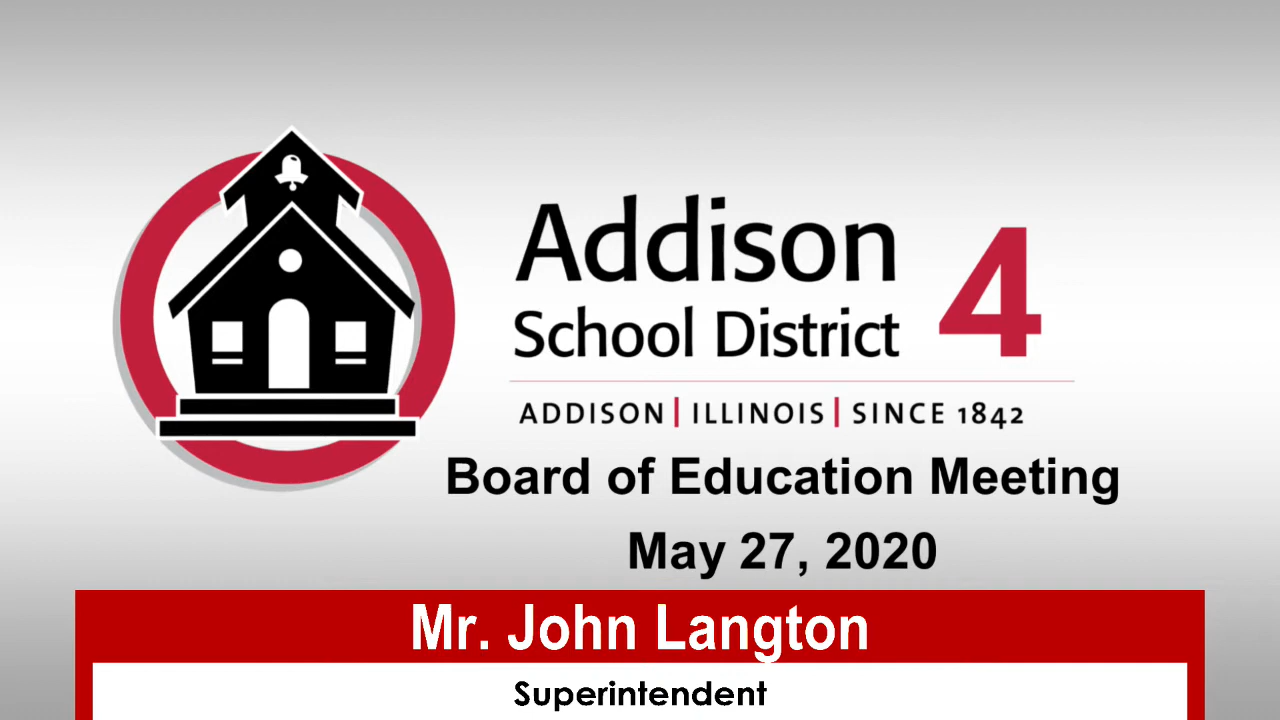 Addison
School District 4
ADDISON | ILLINOIS | SINCE 1842
Board of Education Meeting
May 27, 2020
Mr. John Langton
Superintendent